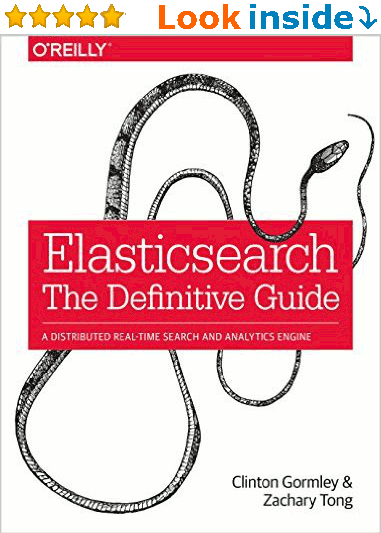 Look inside
O'REILLY®
Elasticsearch
The Definitive Guide
A DISTRIBUTED REAL-TIME SEARCH AND ANALYTICS ENGINE
Clinton Gormley &
Zachary Tong